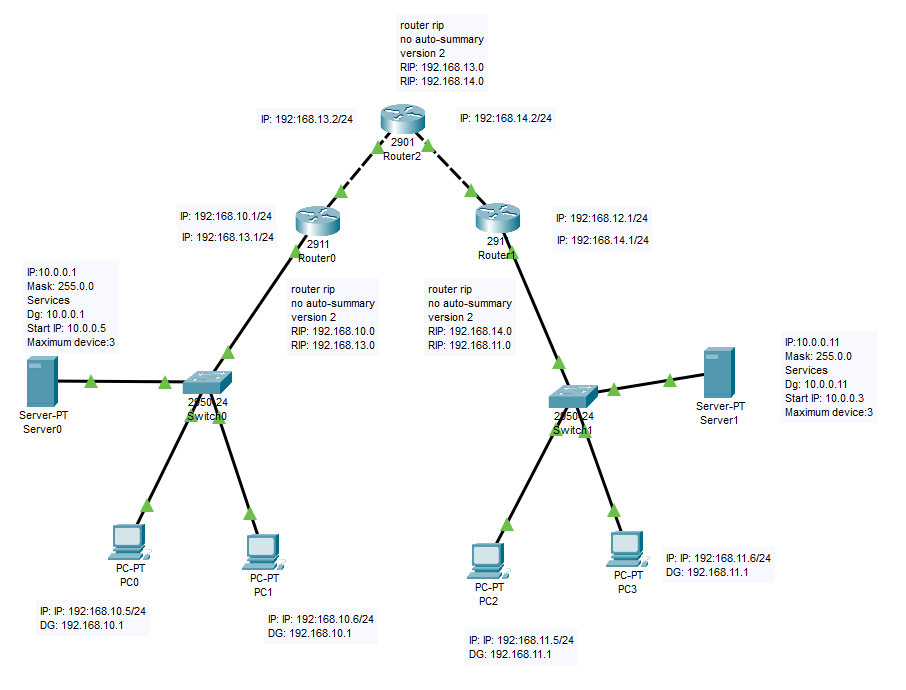 router rip
no auto-summary
version 2
RIP: 192.168.13.0
RIP: 192.168.14.0
IP: 192:168.13.2/24
IP: 192:168.14.2/24
2901
Router2
IP: 192:168.10.1/24
IP: 192:168.13.1/24
2911
Router0
291
Router1
IP: 192:168.12.1/24
IP: 192:168.14.1/24
IP:10.0.0.1
Mask: 255.0.0
Services
Dg: 10.0.0.1
Start IP: 10.0.0.5
Maximum device:3
router rip
no auto-summary
version 2
RIP: 192.168.10.0
RIP: 192.168.13.0
router rip
no auto-summary
version 2
RIP: 192.168.14.0
RIP: 192.168.11.0
IP:10.0.0.11
Mask: 255.0.0
Services
Dg: 10.0.0.11
Start IP: 10.0.0.3
Maximum device:3
Server-PT
Server0
2950-24
Switch0
2950-24
Switch1
Server-PT
Server1
PC-PT
PC0
PC-PT
PC1
PC-PT
PC2
PC-PT
PC3
IP: IP: 192:168.11.6/24
DG: 192.168.11.1
IP: IP: 192:168.10.5/24
DG: 192.168.10.1
IP: IP: 192:168.10.6/24
DG: 192.168.10.1
IP: IP: 192:168.11.5/24
DG: 192.168.11.1